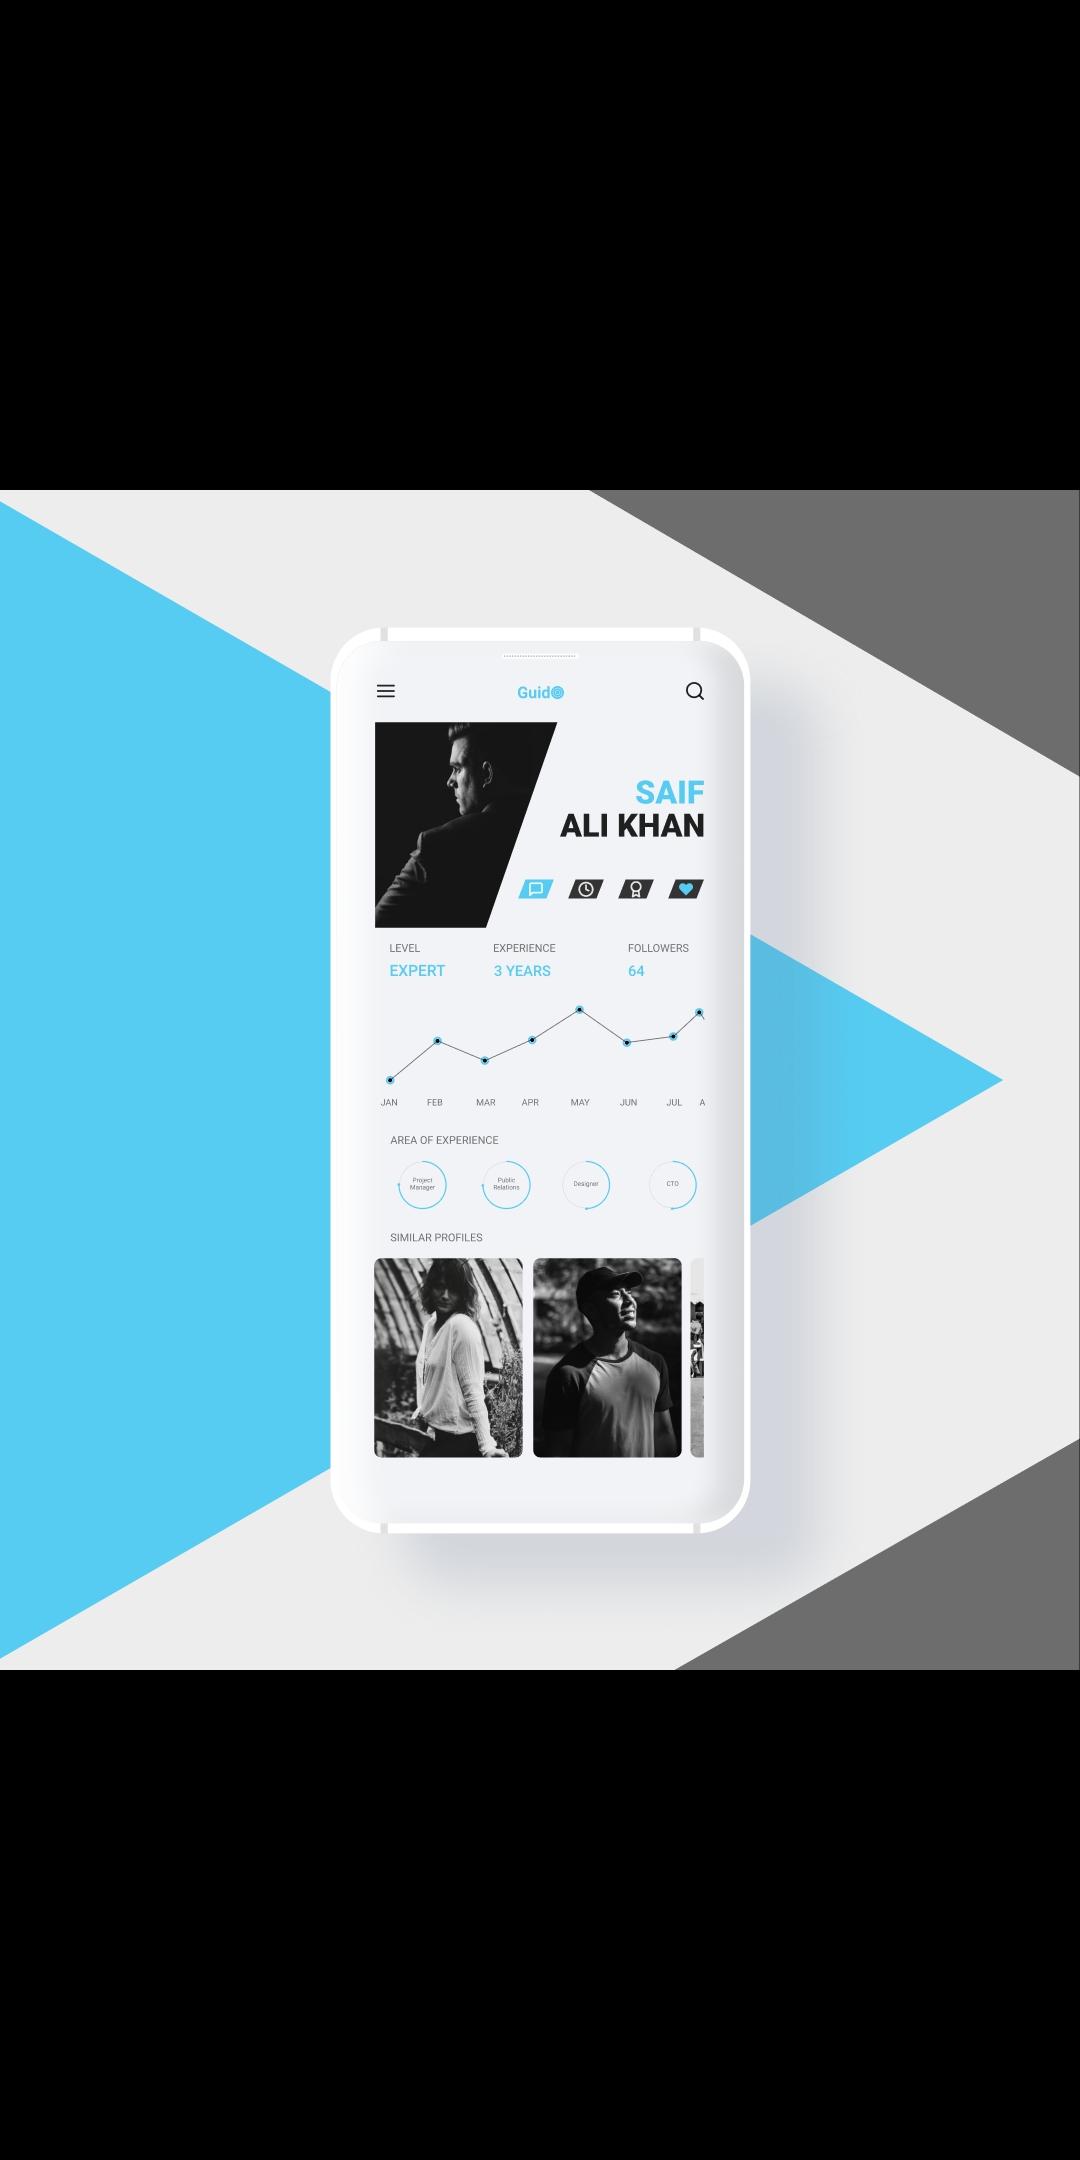 Guido
SAIF
ALI KHAN
LEVEL EXPERIENCE FOLLOWERS
EXPERT 3 YEARS 64
JAN FEB MAR APR MAY JUN JUL A
AREA OF EXPERIENCE
Project
Manager
Public
Relations
Designer
CTO
SIMILAR PROFILES